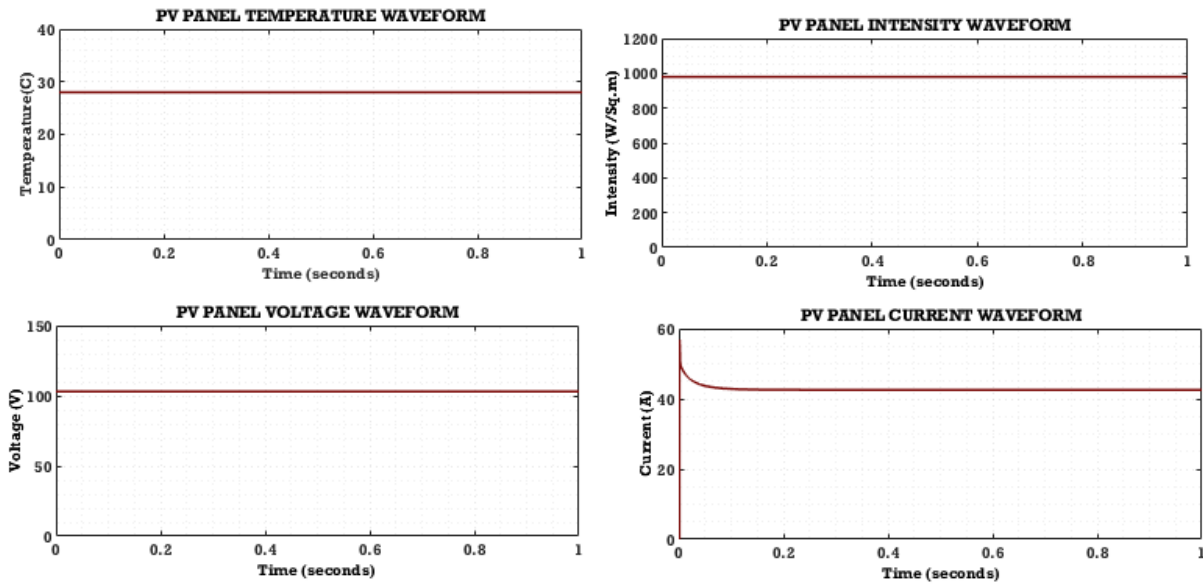 PV PANEL TEMPERATURE WAVEFORM
Temperature(C)
40
30
20
10
0
0 0.2 0.4 0.6 0.8 1
Time (seconds)
PV PANEL INTENSITY WAVEFORM
Intensity (W/Sq.m)
1200
1000
800
600
400
200
0
0 0.2 0.4 0.6 0.8 1
Time (seconds)
PV PANEL VOLTAGE WAVEFORM
Voltage (V)
150
100
50
0
0 0.2 0.4 0.6 0.8 1
Time (seconds)
PV PANEL CURRENT WAVEFORM
Current (A)
60
40
20
0
0 0.2 0.4 0.6 0.8 1
Time (seconds)